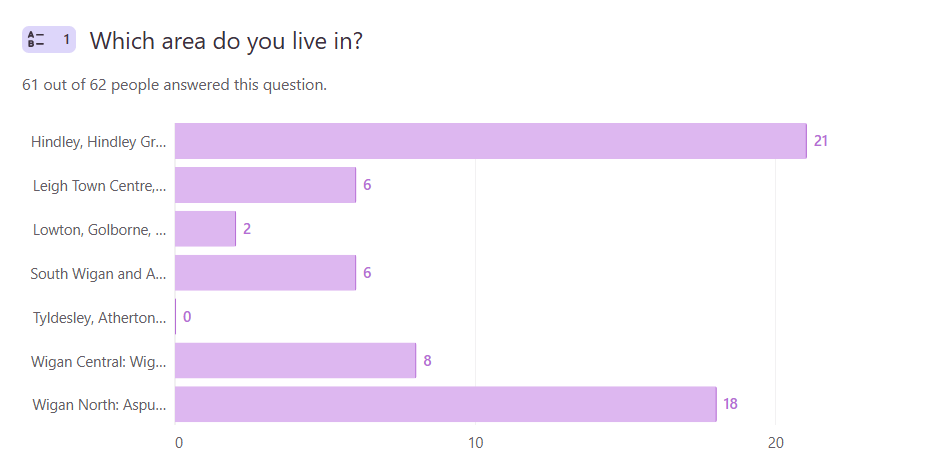 A
B
1
Which area do you live in?
61 out of 62 people answered this question.
Hindley, Hindley Gr... 21
Leigh Town Centre,... 6
Lowton, Golborne, ... 2
South Wigan and A... 6
Tyldesley, Atherton... 0
Wigan Central: Wig... 8
Wigan North: Aspu... 18
0 10 20